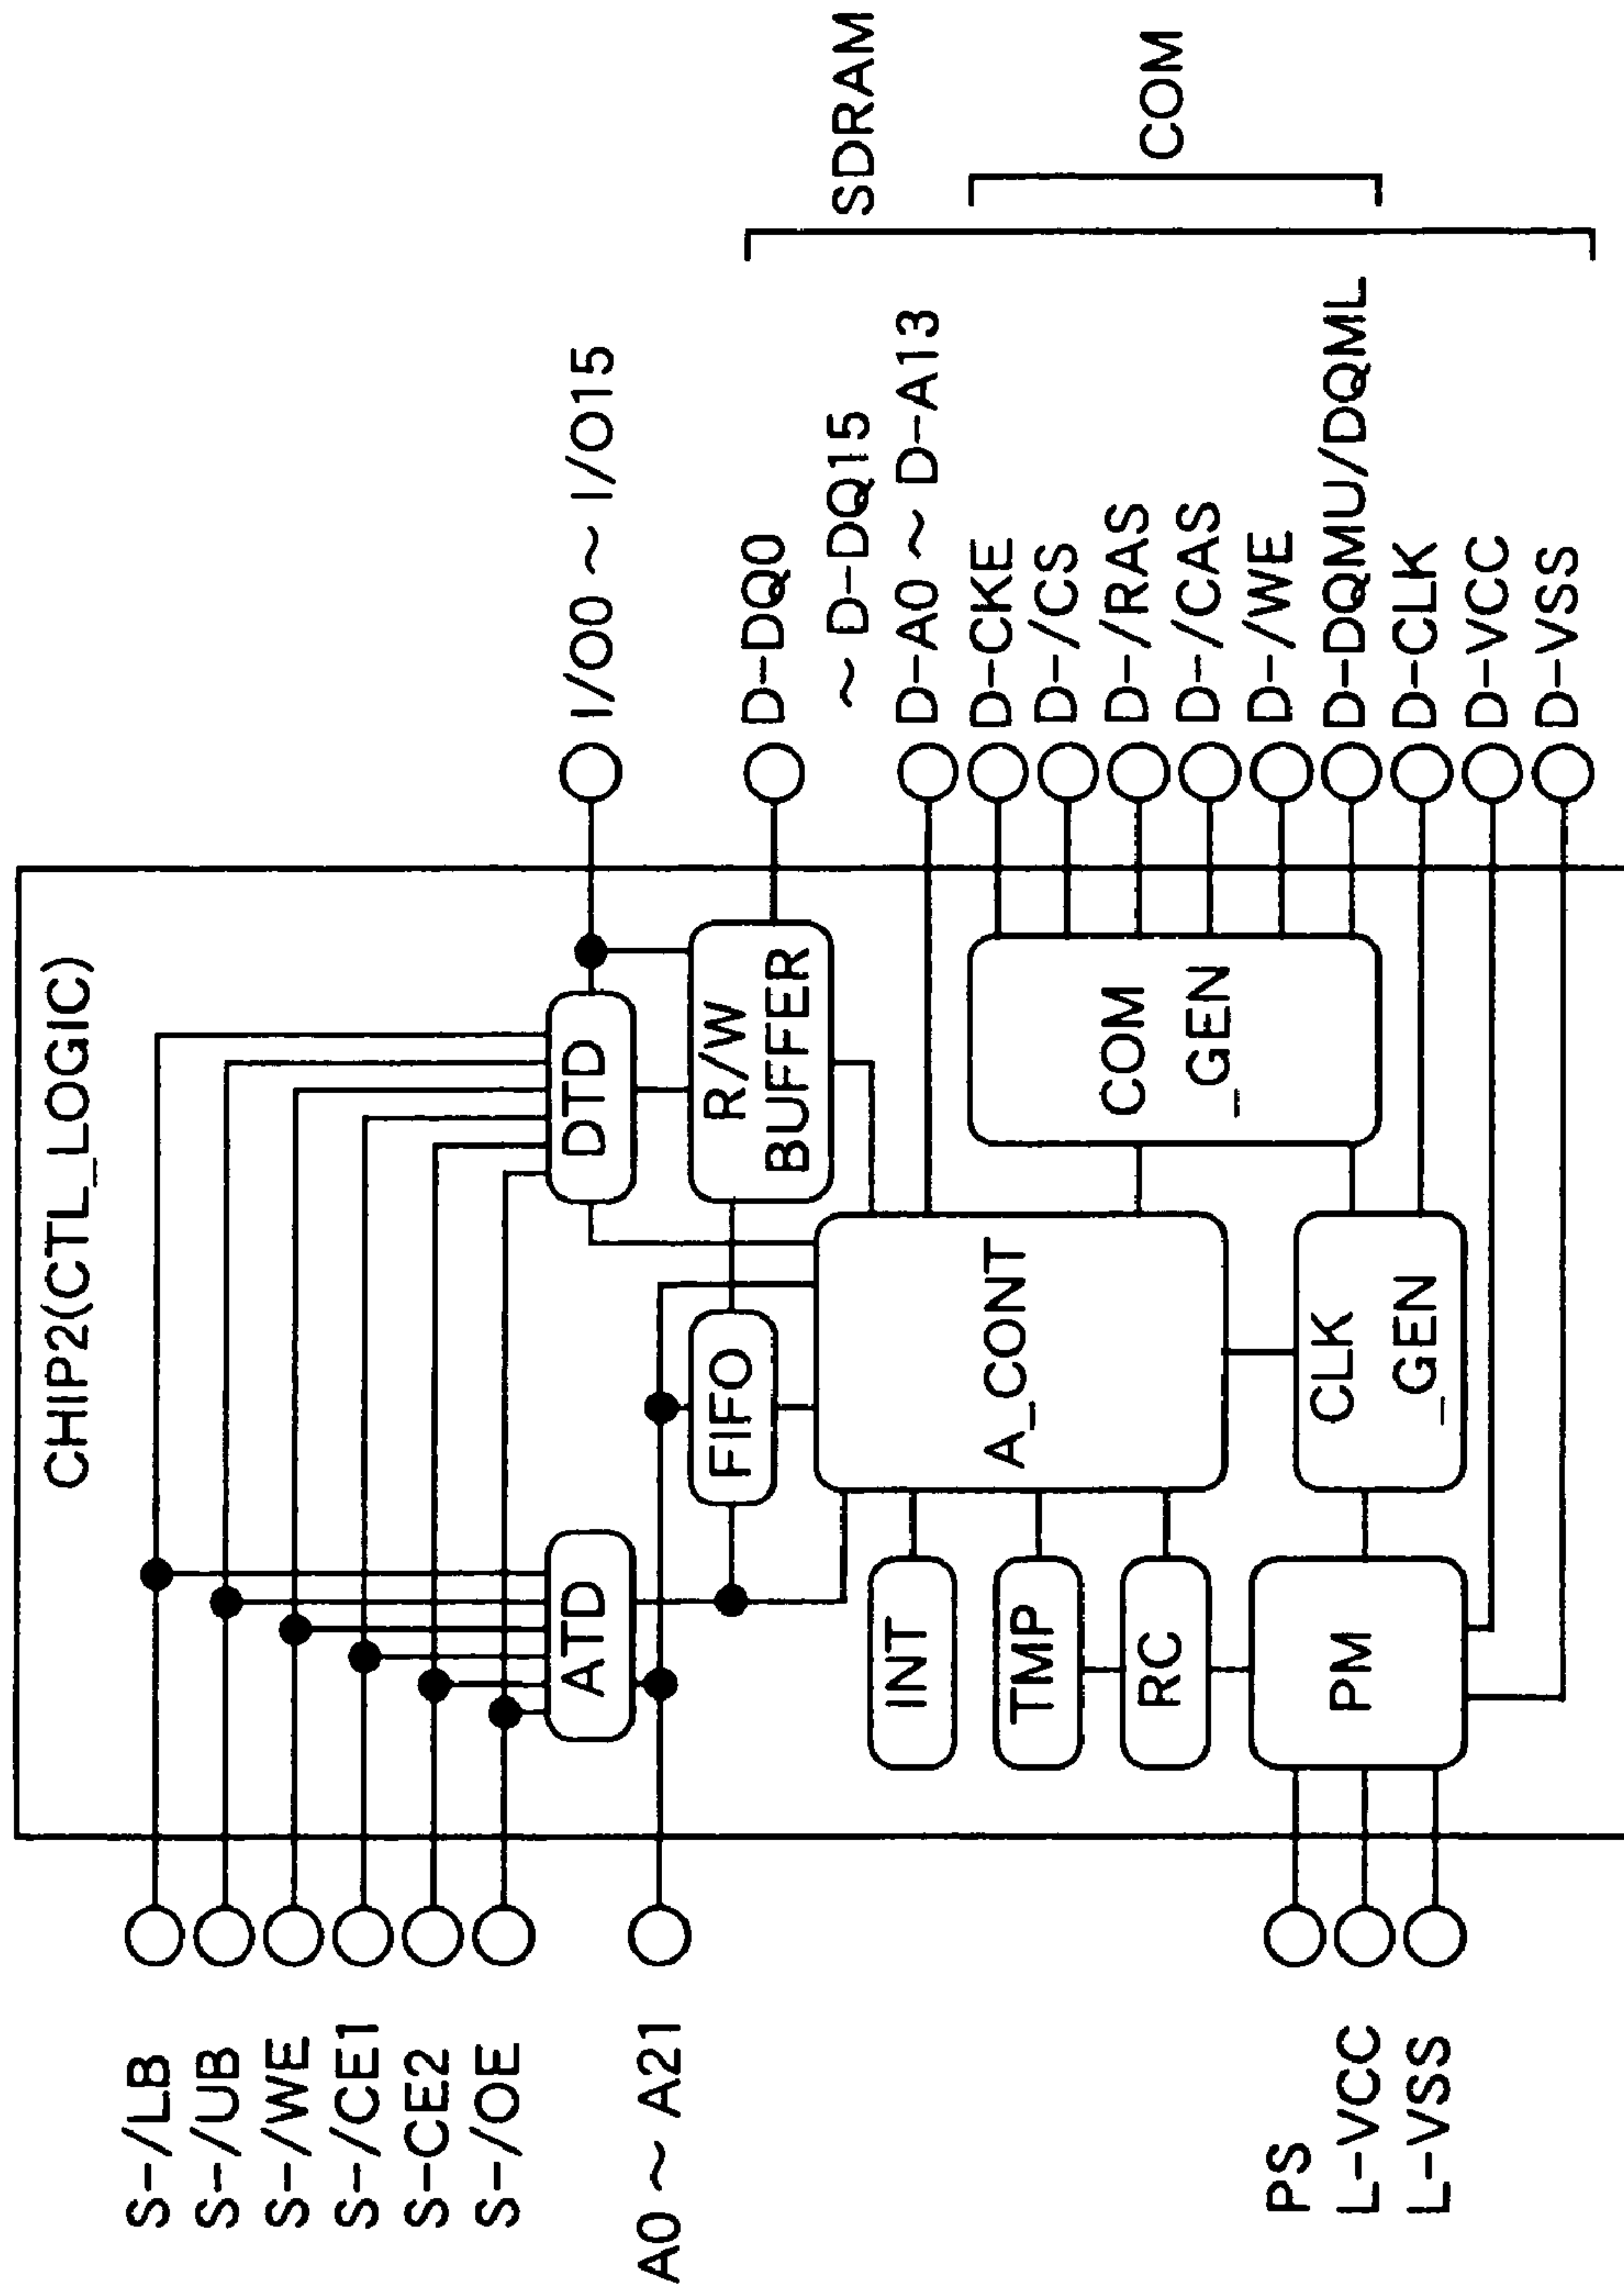 CHIP2(CTL_LOGIC)
S-/LB
S-/UB
S-/WE
S-/CE1
S-CE2
S-/OE
A0 ~ A21
PS
L-VCC
L-VSS
ATD
DTD
FIFO
R/W
BUFFER
INT
TMP
RC
PM
A_CONT
CLK
_GEN
COM
_GEN
I/O0 ~ I/O15
D-DQ0
~ D-DQ15
D-A0 ~ D-A13
D-CKE
D-/CS
D-/RAS
D-/CAS
D-/WE
D-DQMU/DQML
D-CLK
D-VCC
D-VSS
SDRAM
COM